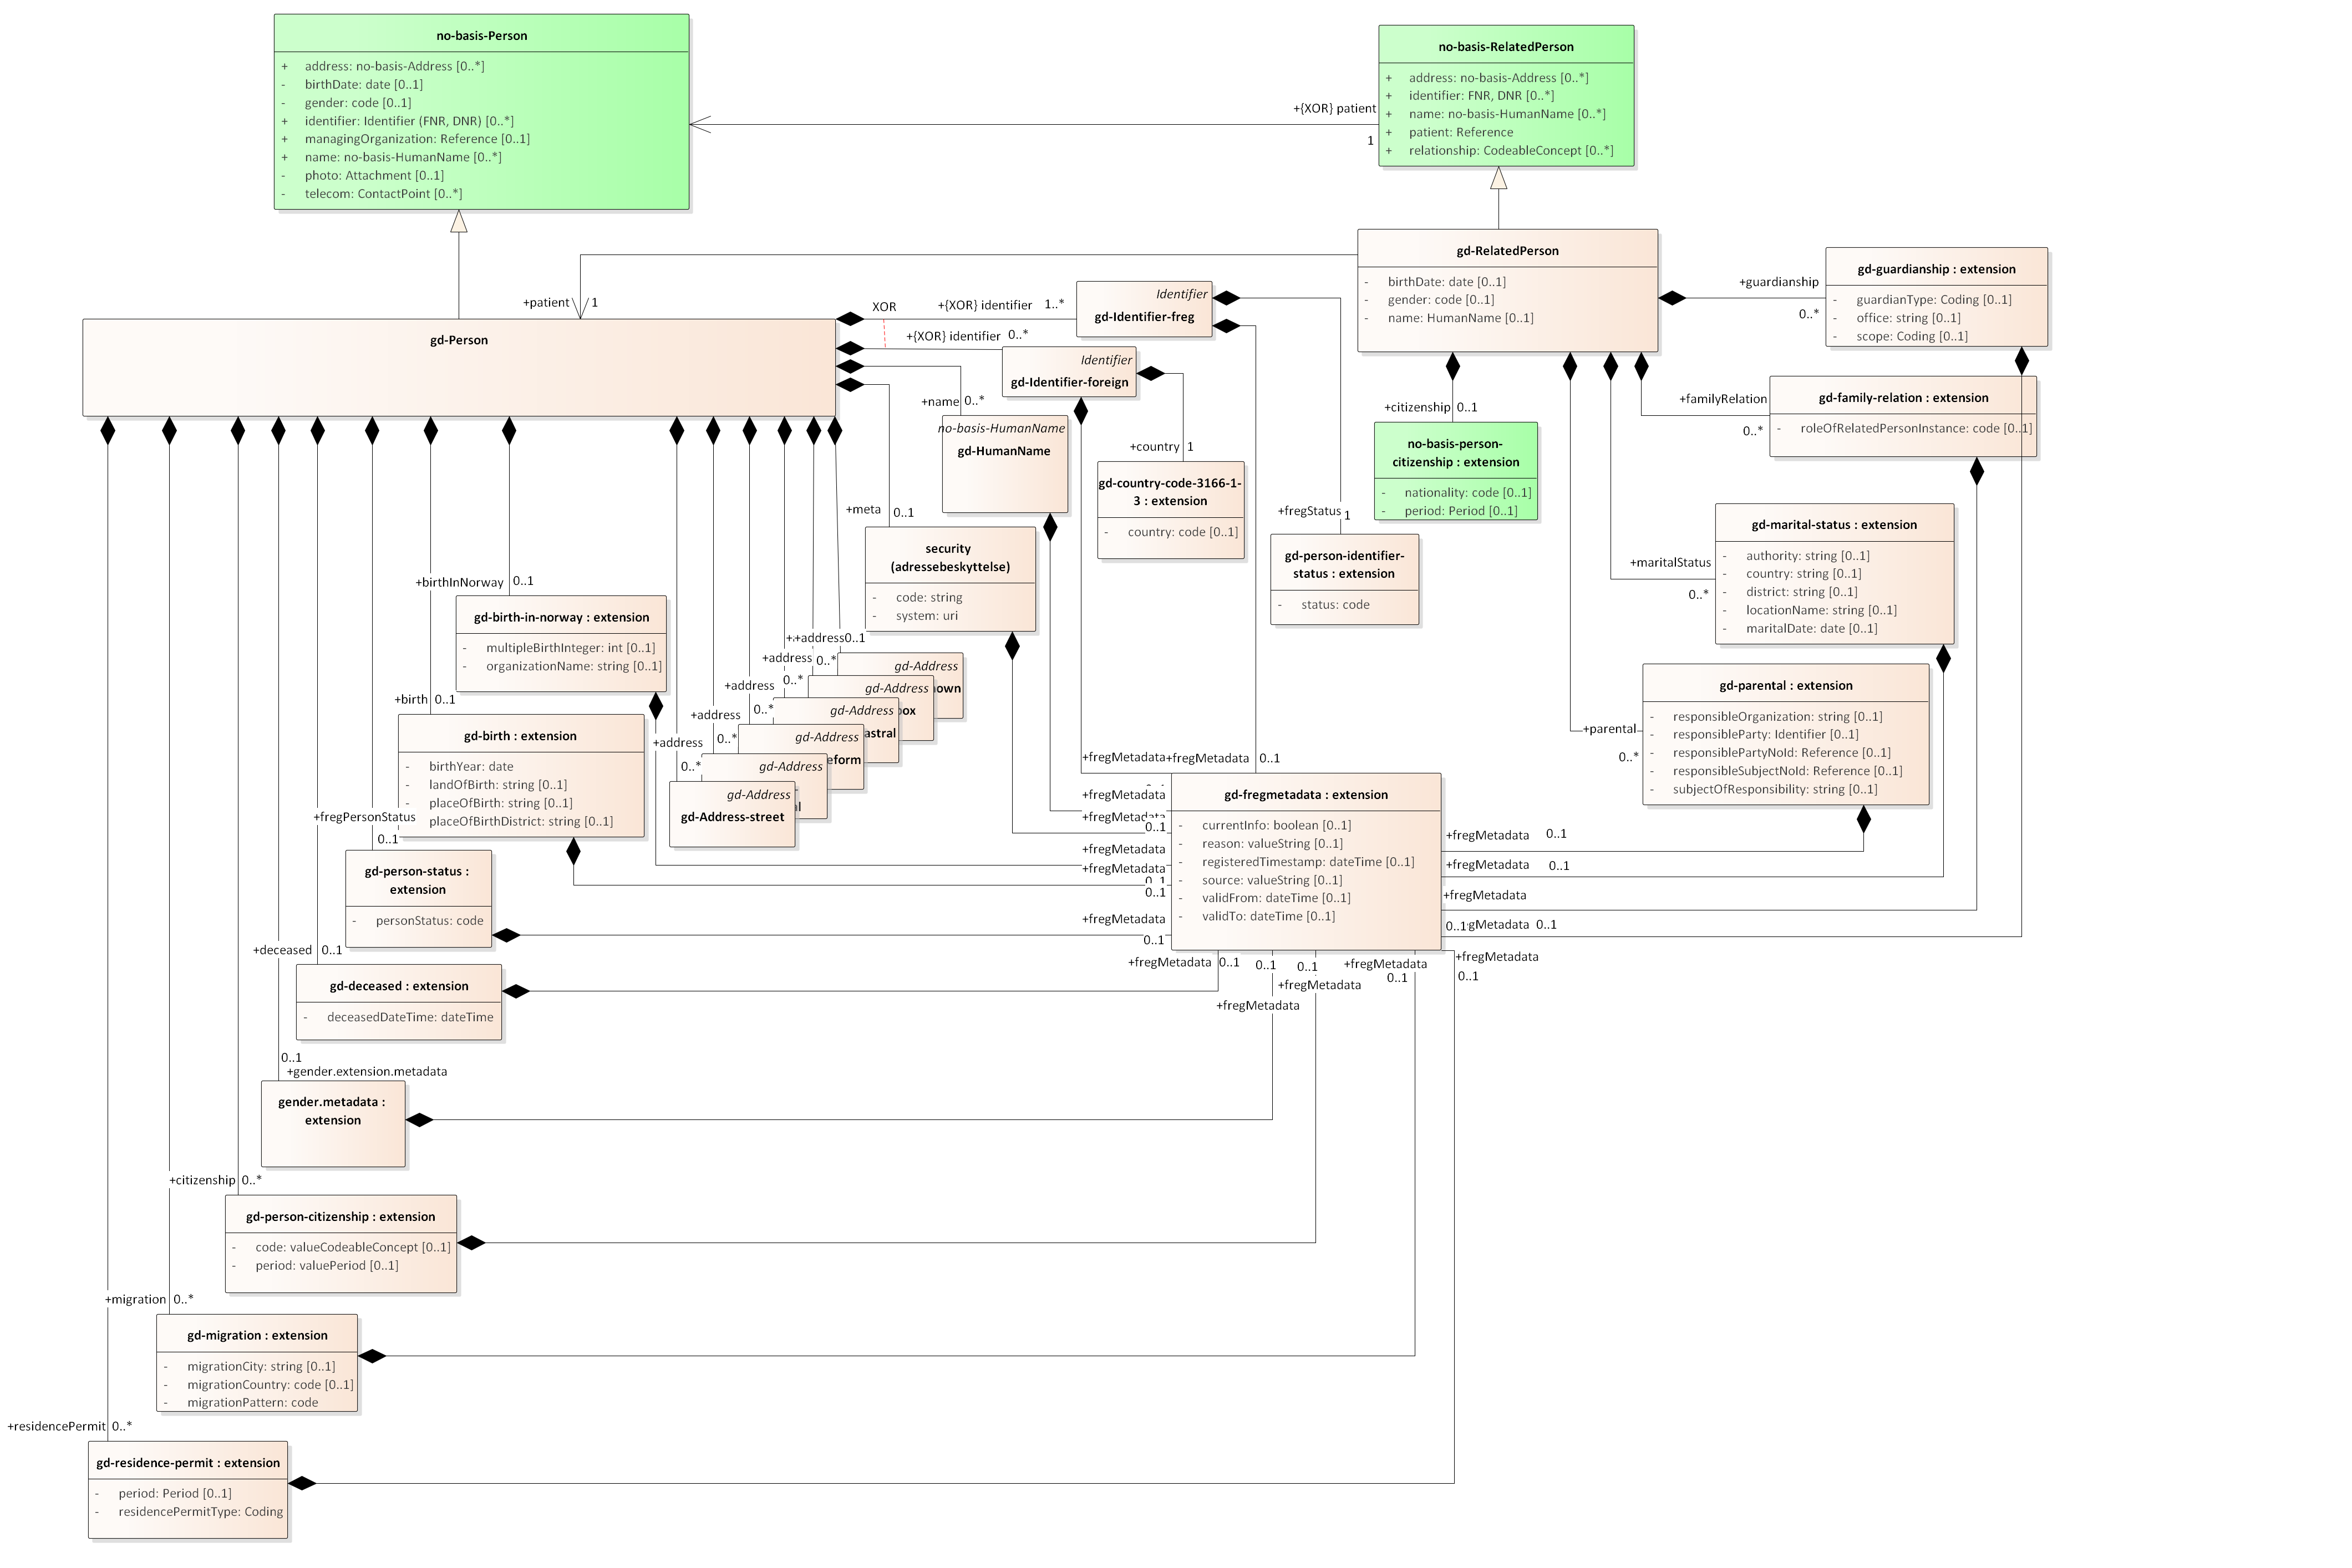 no-basis-Person
+ address: no-basis-Address [0..*]
- birthDate: date [0..1]
- gender: code [0..1]
+ identifier: Identifier (FNR, DNR) [0..*]
+ managingOrganization: Reference [0..1]
+ name: no-basis-HumanName [0..*]
- photo: Attachment [0..1]
- telecom: ContactPoint [0..*]
no-basis-RelatedPerson
+ address: no-basis-Address [0..*]
+ identifier: FNR, DNR [0..*]
+ name: no-basis-HumanName [0..*]
+ patient: Reference
+ relationship: CodeableConcept [0..*]
+{XOR} patient
1
gd-RelatedPerson
- birthDate: date [0..1]
- gender: code [0..1]
- name: HumanName [0..1]
+guardianship
0..*
gd-guardianship : extension
- guardianType: Coding [0..1]
- office: string [0..1]
- scope: Coding [0..1]
+patient 1
gd-Person
XOR
+{XOR} identifier 1..*
+{XOR} identifier 0..*
Identifier
gd-Identifier-freg
Identifier
gd-Identifier-foreign
+name 0..*
no-basis-HumanName
gd-HumanName
+country 1
gd-country-code-3166-1-
3 : extension
- country: code [0..1]
+fregStatus 1
gd-person-identifier-
status : extension
- status: code
+citizenship 0..1
no-basis-person-
citizenship : extension
- nationality: code [0..1]
- period: Period [0..1]
+familyRelation
0..*
gd-family-relation : extension
- roleOfRelatedPersonInstance: code [0..1]
+maritalStatus
0..*
gd-marital-status : extension
- authority: string [0..1]
- country: string [0..1]
- district: string [0..1]
- locationName: string [0..1]
- maritalDate: date [0..1]
+parental
0..*
gd-parental : extension
- responsibleOrganization: string [0..1]
- responsibleParty: Identifier [0..1]
- responsiblePartyNoId: Reference [0..1]
- responsibleSubjectNoId: Reference [0..1]
- subjectOfResponsibility: string [0..1]
+meta 0..1
security
(adressebeskyttelse)
- code: string
- system: uri
+birthInNorway 0..1
gd-birth-in-norway : extension
- multipleBirthInteger: int [0..1]
- organizationName: string [0..1]
+birth 0..1
gd-birth : extension
- birthYear: date
- landOfBirth: string [0..1]
- placeOfBirth: string [0..1]
placeOfBirthDistrict: string [0..1]
+address 0..1
+address 0..*
+address 0..*
+address 0..*
+address 0..*
0..*
gd-Address
own
gd-Address
box
gd-Address
astral
gd-Address
eform
gd-Address
l
gd-Address
gd-Address-street
+fregPersonStatus
0..1
gd-person-status :
extension
- personStatus: code
+fregMetadata +fregMetadata 0..1
+fregMetadata
+fregMetadata
0..1
+fregMetadata
+fregMetadata
0..1
0..1
+fregMetadata
0..1
gd-fregmetadata : extension
- currentInfo: boolean [0..1]
- reason: valueString [0..1]
- registeredTimestamp: dateTime [0..1]
- source: valueString [0..1]
- validFrom: dateTime [0..1]
- validTo: dateTime [0..1]
+fregMetadata 0..1
+fregMetadata 0..1
+fregMetadata
0..1 gMetadata 0..1
+fregMetadata
0..1
+fregMetadata 0..1
0..1
+fregMetadata
0..1
+fregMetadata
+fregMetadata
0..1
+deceased 0..1
gd-deceased : extension
- deceasedDateTime: dateTime
0..1
+gender.extension.metadata
gender.metadata :
extension
+citizenship 0..*
gd-person-citizenship : extension
- code: valueCodeableConcept [0..1]
- period: valuePeriod [0..1]
+migration 0..*
gd-migration : extension
- migrationCity: string [0..1]
- migrationCountry: code [0..1]
- migrationPattern: code
+residencePermit 0..*
gd-residence-permit : extension
- period: Period [0..1]
- residencePermitType: Coding